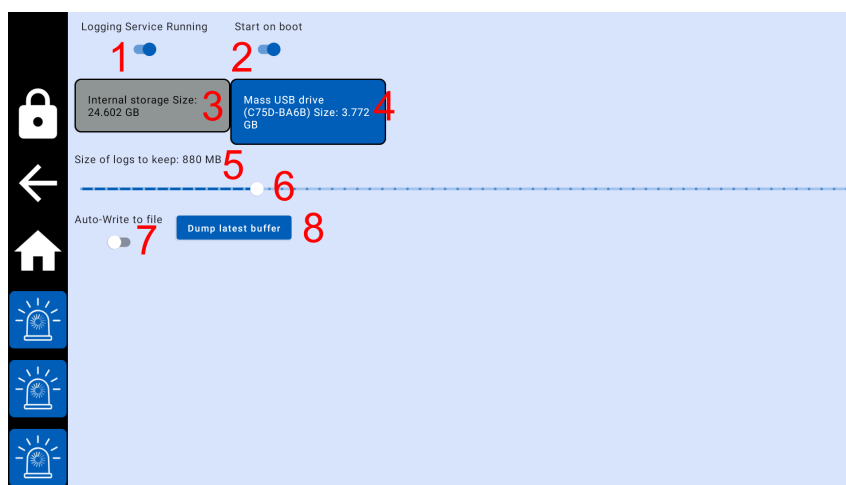 Logging Service Running
Start on boot
1
2
Internal storage Size:
24.602 GB
3
Mass USB drive
(C75D-BA6B) Size: 3.772
GB
4
Size of logs to keep: 880 MB
5
6
Auto-Write to file
7
Dump latest buffer
8